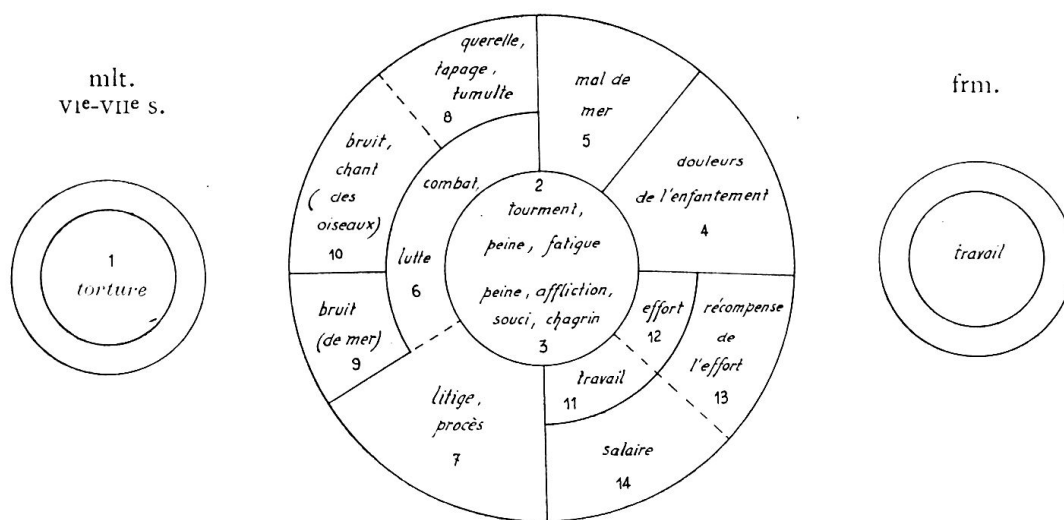 mlt.
VIe-VIIe s.
1
torture
querelle,
tapage,
tumulte
8
mal de
mer
5
bruit,
chant
(des
oiseaux)
10
combat,
lutte
6
2
tourment,
peine, fatigue
peine, affliction,
souci, chagrin
3
douleurs
de l'enfantement
4
bruit
(de mer)
9
effort
12
récompense
de
l'effort
13
travail
11
litige,
procès
7
salaire
14
frm.
travail